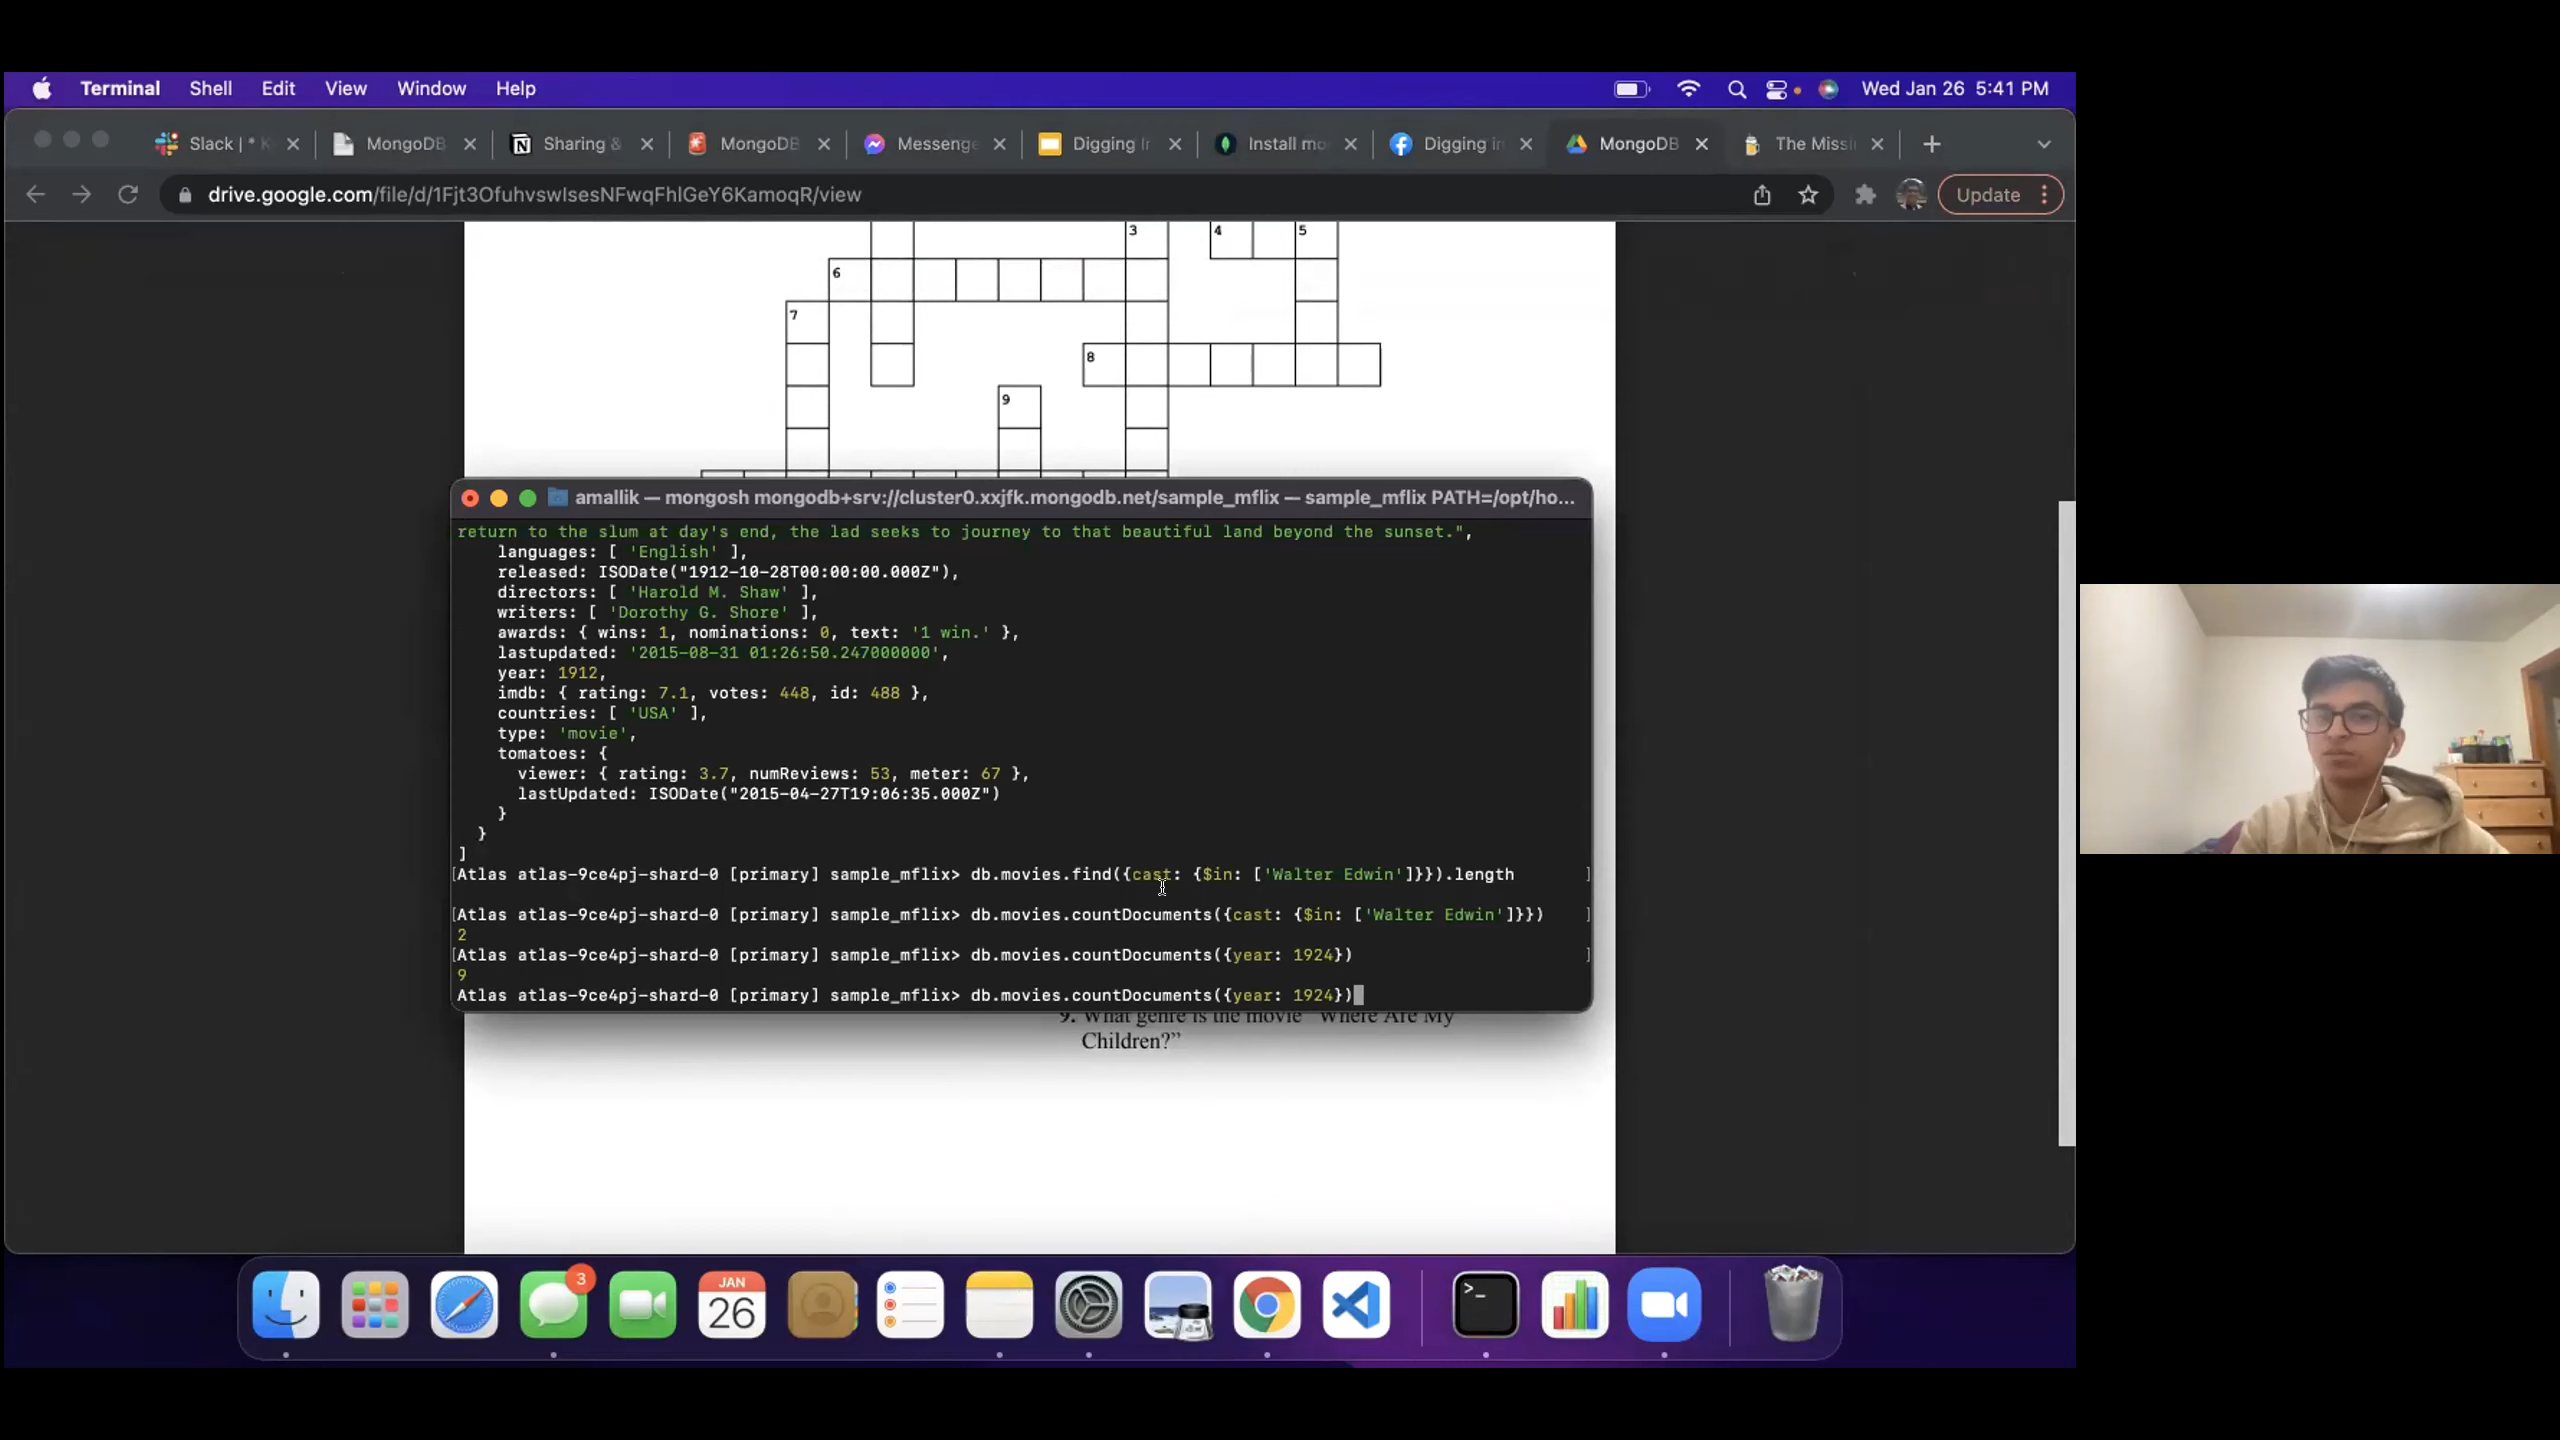 Terminal Shell Edit View Window Help Wed Jan 26 5:41 PM
Slack | * MongoDB Sharing & MongoDB Messenge Digging I Install mo Digging in MongoDB The Missi
drive.google.com/file/d/1Fjt3OfuhvswIsesNFwqFhlGeY6KamoqR/view Update
3 4 5
6
7
8
9
amallik — mongosh mongodb+srv://cluster0.xxjfk.mongodb.net/sample_mflix — sample_mflix PATH=/opt/ho...
return to the slum at day's end, the lad seeks to journey to that beautiful land beyond the sunset.",
languages: [ 'English' ],
released: ISODate("1912-10-28T00:00:00.000Z"),
directors: [ 'Harold M. Shaw' ],
writers: [ 'Dorothy G. Shore' ],
awards: { wins: 1, nominations: 0, text: '1 win.' },
lastupdated: '2015-08-31 01:26:50.247000000',
year: 1912,
imdb: { rating: 7.1, votes: 448, id: 488 },
countries: [ 'USA' ],
type: 'movie',
tomatoes: {
viewer: { rating: 3.7, numReviews: 53, meter: 67 },
lastUpdated: ISODate("2015-04-27T19:06:35.000Z")
}
}
]
[Atlas atlas-9ce4pj-shard-0 [primary] sample_mflix> db.movies.find({cast: {$in: ['Walter Edwin']}}).length ]
[Atlas atlas-9ce4pj-shard-0 [primary] sample_mflix> db.movies.countDocuments({cast: {$in: ['Walter Edwin']}}) ]
2
[Atlas atlas-9ce4pj-shard-0 [primary] sample_mflix> db.movies.countDocuments({year: 1924}) ]
9
Atlas atlas-9ce4pj-shard-0 [primary] sample_mflix> db.movies.countDocuments({year: 1924})
9. What genre is the movie "Where Are My
Children?”
3
JAN
26